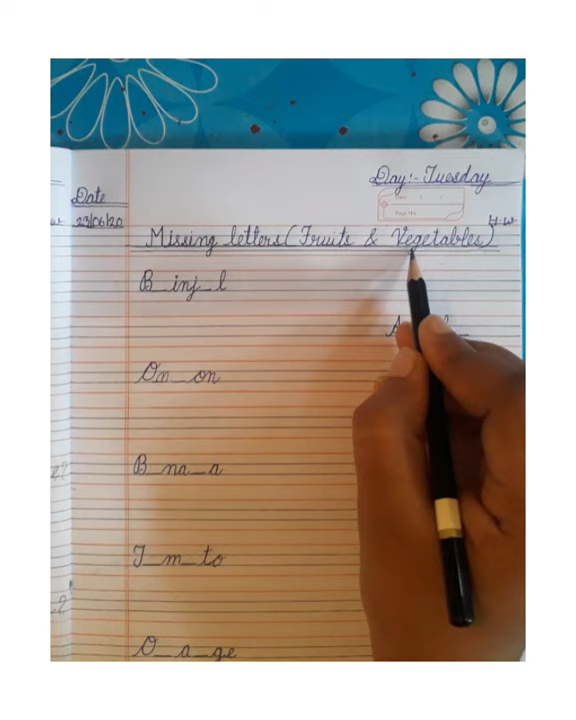 Day:- Tuesday
Date
23/06/20
H.W
Missing letters (Fruits & Vegetables)
B_inj_l
On_on
B_na_a
T_m_to
O_a_ge